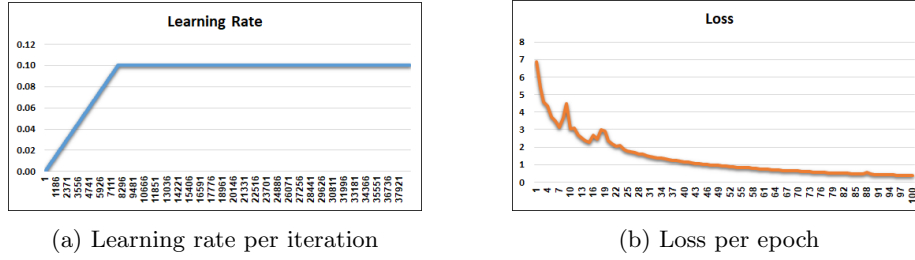 Learning Rate
0.12
0.10
0.08
0.06
0.04
0.02
0.00
1 1186 2371 3556 4741 5926 7111 8296 9481 10666 11851 13036 14221 15406 16591 17776 18961 20146 21331 22516 23701 24886 26071 27256 28441 29626 30811 31996 33181 34366 35551 36736 37921
(a) Learning rate per iteration
Loss
8
7
6
5
4
3
2
1
0
1 4 7 10 13 16 19 22 25 28 31 34 37 40 43 46 49 52 55 58 61 64 67 70 73 76 79 82 85 88 91 94 97 100
(b) Loss per epoch